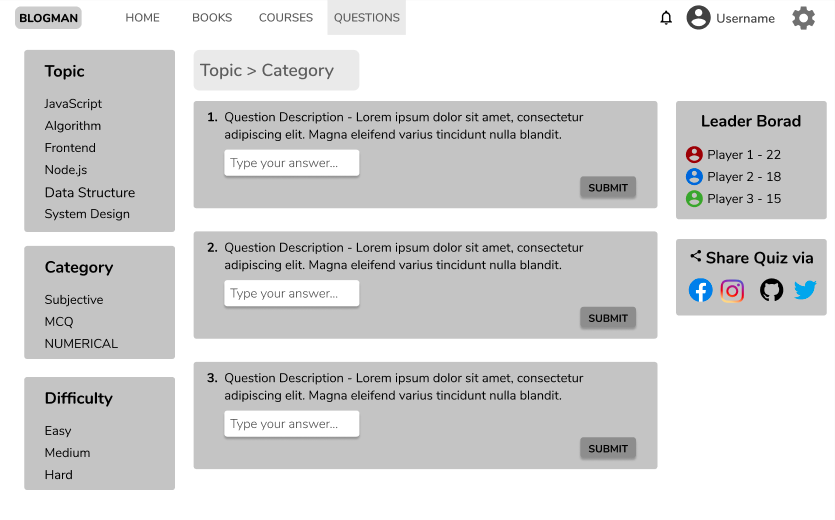 BLOGMAN
HOME
BOOKS
COURSES
QUESTIONS
Username
Topic
JavaScript
Algorithm
Frontend
Node.js
Data Structure
System Design
Category
Subjective
MCQ
NUMERICAL
Difficulty
Easy
Medium
Hard
Topic > Category
1. Question Description - Lorem ipsum dolor sit amet, consectetur
adipiscing elit. Magna eleifend varius tincidunt nulla blandit.
Type your answer...
SUBMIT
2. Question Description - Lorem ipsum dolor sit amet, consectetur
adipiscing elit. Magna eleifend varius tincidunt nulla blandit.
Type your answer...
SUBMIT
3. Question Description - Lorem ipsum dolor sit amet, consectetur
adipiscing elit. Magna eleifend varius tincidunt nulla blandit.
Type your answer...
SUBMIT
Leader Borad
Player 1 - 22
Player 2 - 18
Player 3 - 15
Share Quiz via